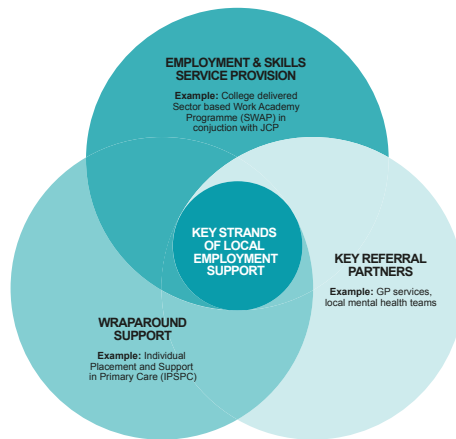 EMPLOYMENT & SKILLS
SERVICE PROVISION
Example: College delivered
Sector based Work Academy
Programme (SWAP) in
conjuction with JCP
KEY STRANDS
OF LOCAL
EMPLOYMENT
SUPPORT
KEY REFERRAL
PARTNERS
Example: GP services,
local mental health teams
WRAPAROUND
SUPPORT
Example: Individual
Placement and Support
in Primary Care (IPSPC)